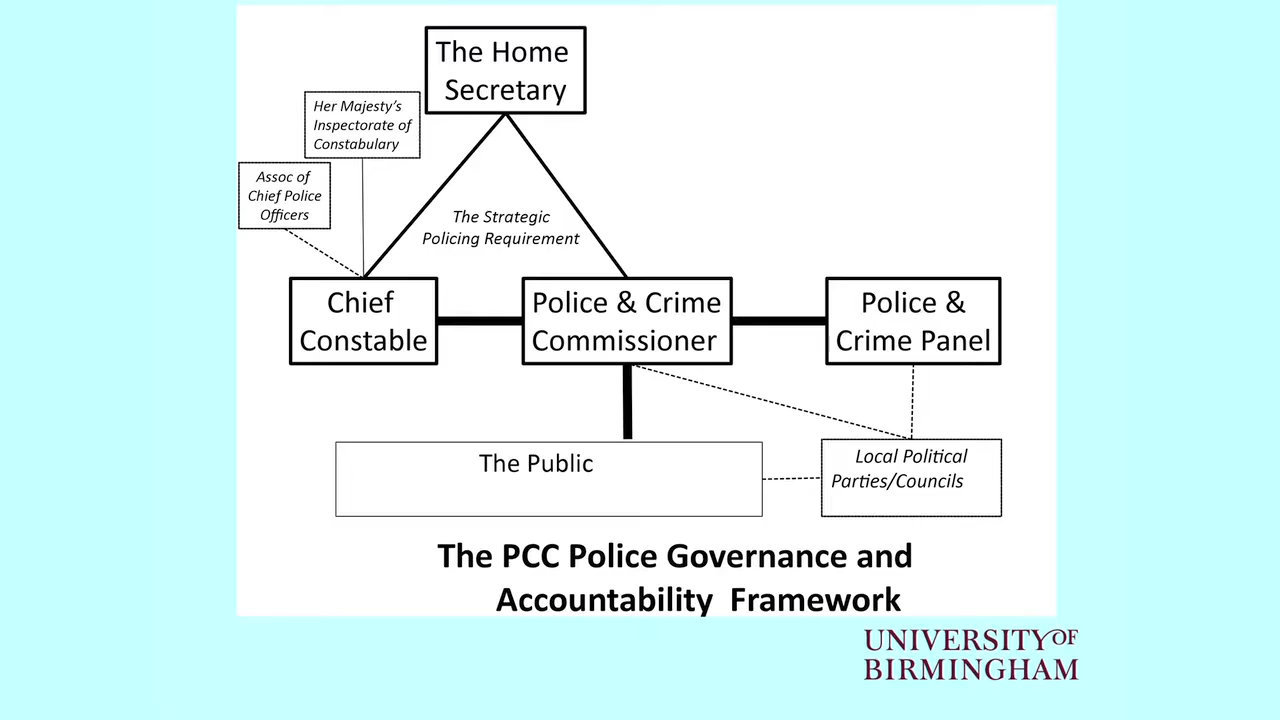 The Home
Secretary
Her Majesty's
Inspectorate of
Constabulary
Assoc of
Chief Police
Officers
The Strategic
Policing Requirement
Chief
Constable
Police & Crime
Commissioner
Police &
Crime Panel
The Public
Local Political
Parties/Councils
The PCC Police Governance and
Accountability Framework
UNIVERSITY OF
BIRMINGHAM